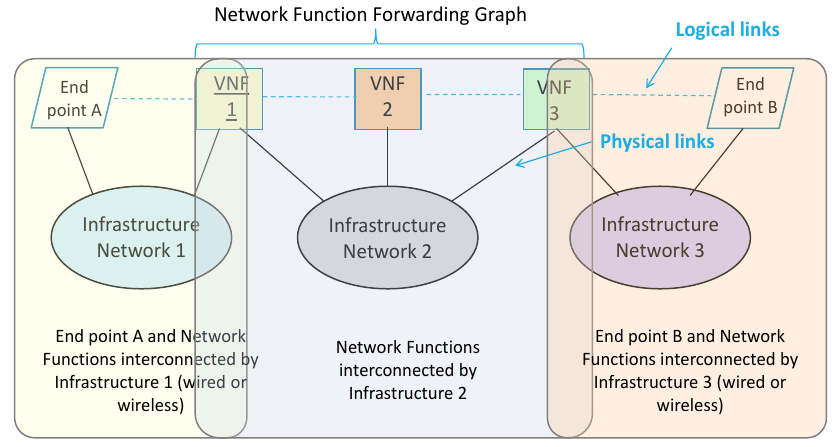 Network Function Forwarding Graph
Logical links
End
point A
VNF
1
VNF
2
VNF
3
End
point B
Physical links
Infrastructure
Network 1
Infrastructure
Network 2
Infrastructure
Network 3
End point A and Network
Functions interconnected by
Infrastructure 1 (wired or
wireless)
Network Functions
interconnected by
Infrastructure 2
End point B and Network
Functions interconnected by
Infrastructure 3 (wired or
wireless)